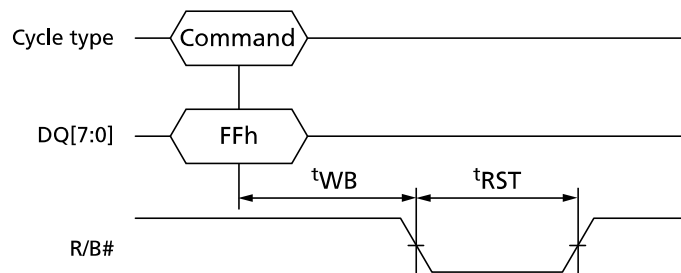 Cycle type Command
DQ[7:0] FFh
tWB tRST
R/B#